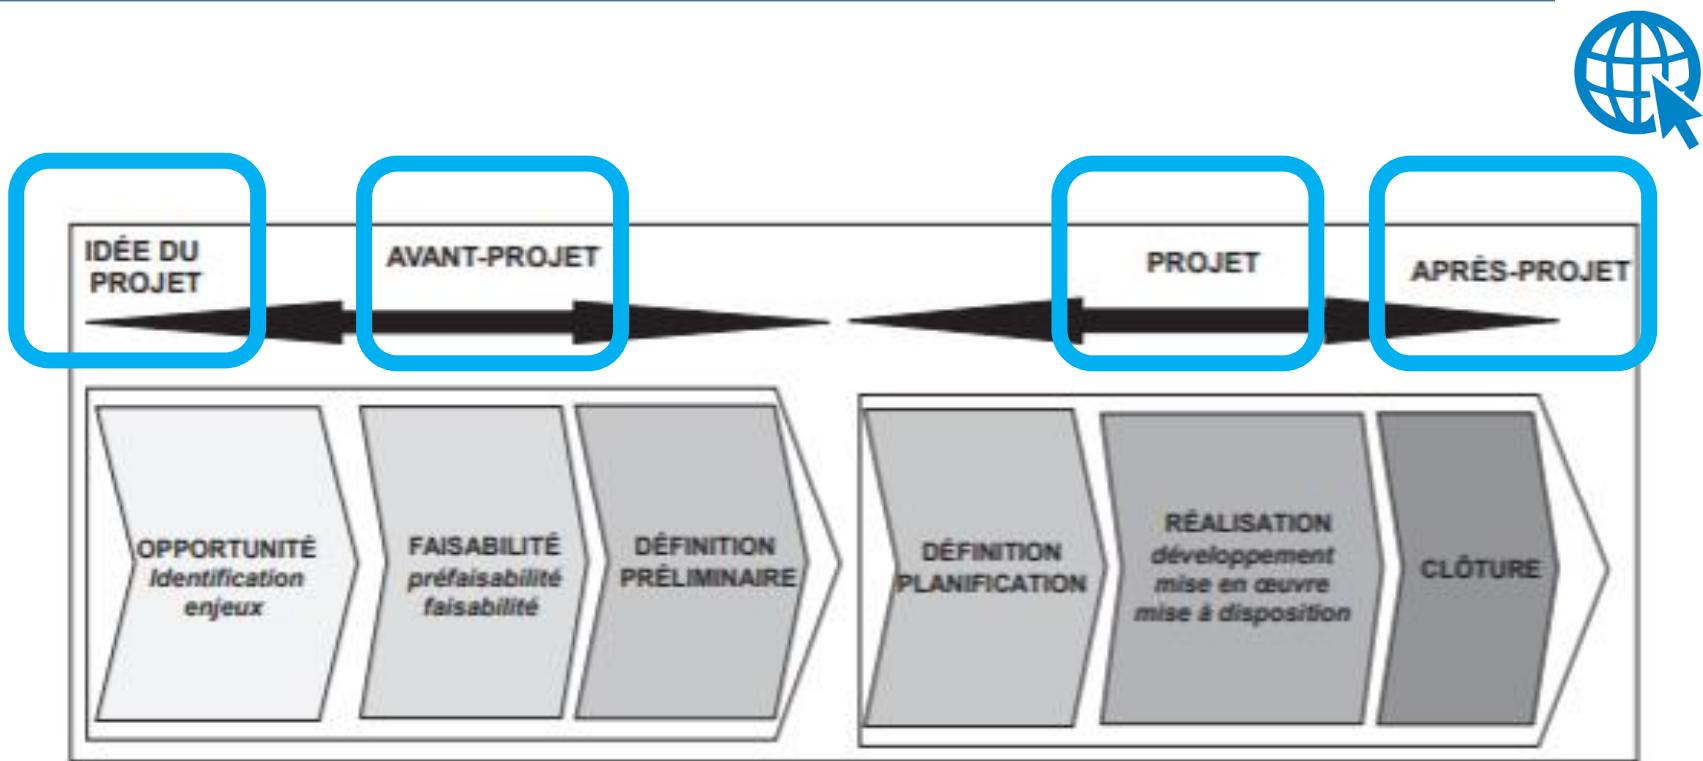 IDÉE DU
PROJET
AVANT-PROJET
PROJET
APRÈS-PROJET
OPPORTUNITÉ
Identification
enjeux
FAISABILITÉ
préfaisabilité
faisabilité
DÉFINITION
PRÉLIMINAIRE
DÉFINITION
PLANIFICATION
RÉALISATION
développement
mise en œuvre
mise à disposition
CLÔTURE